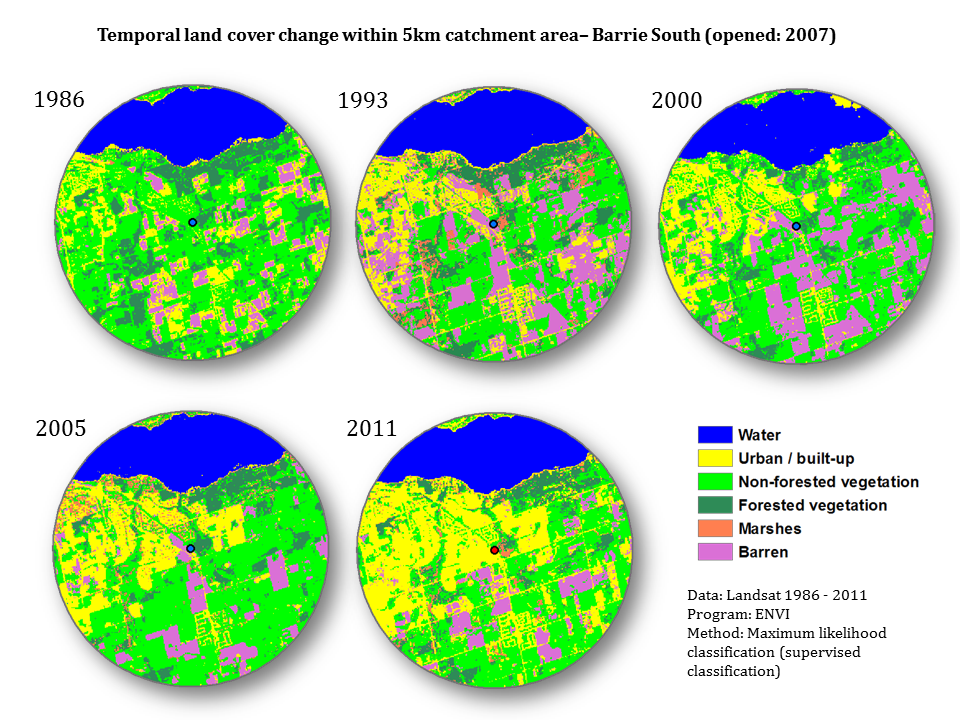 Temporal land cover change within 5km catchment area– Barrie South (opened: 2007)
1986
1993
2000
2005
2011
Water
Urban / built-up
Non-forested vegetation
Forested vegetation
Marshes
Barren
Data: Landsat 1986 - 2011
Program: ENVI
Method: Maximum likelihood
classification (supervised
classification)